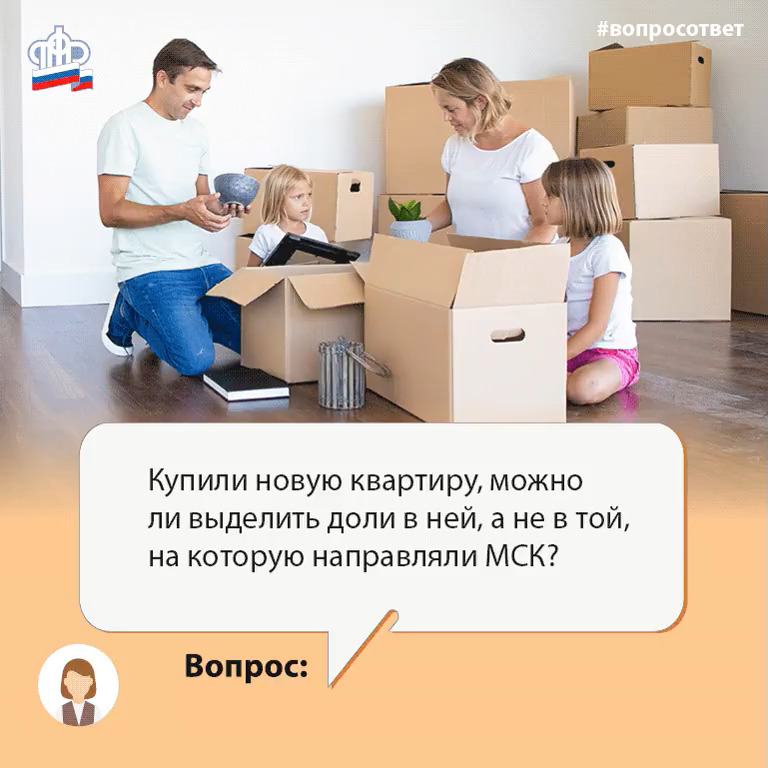 #вопросответ
Купили новую квартиру, можно
ли выделить доли в ней, а не в той,
на которую направляли МСК?
Вопрос: